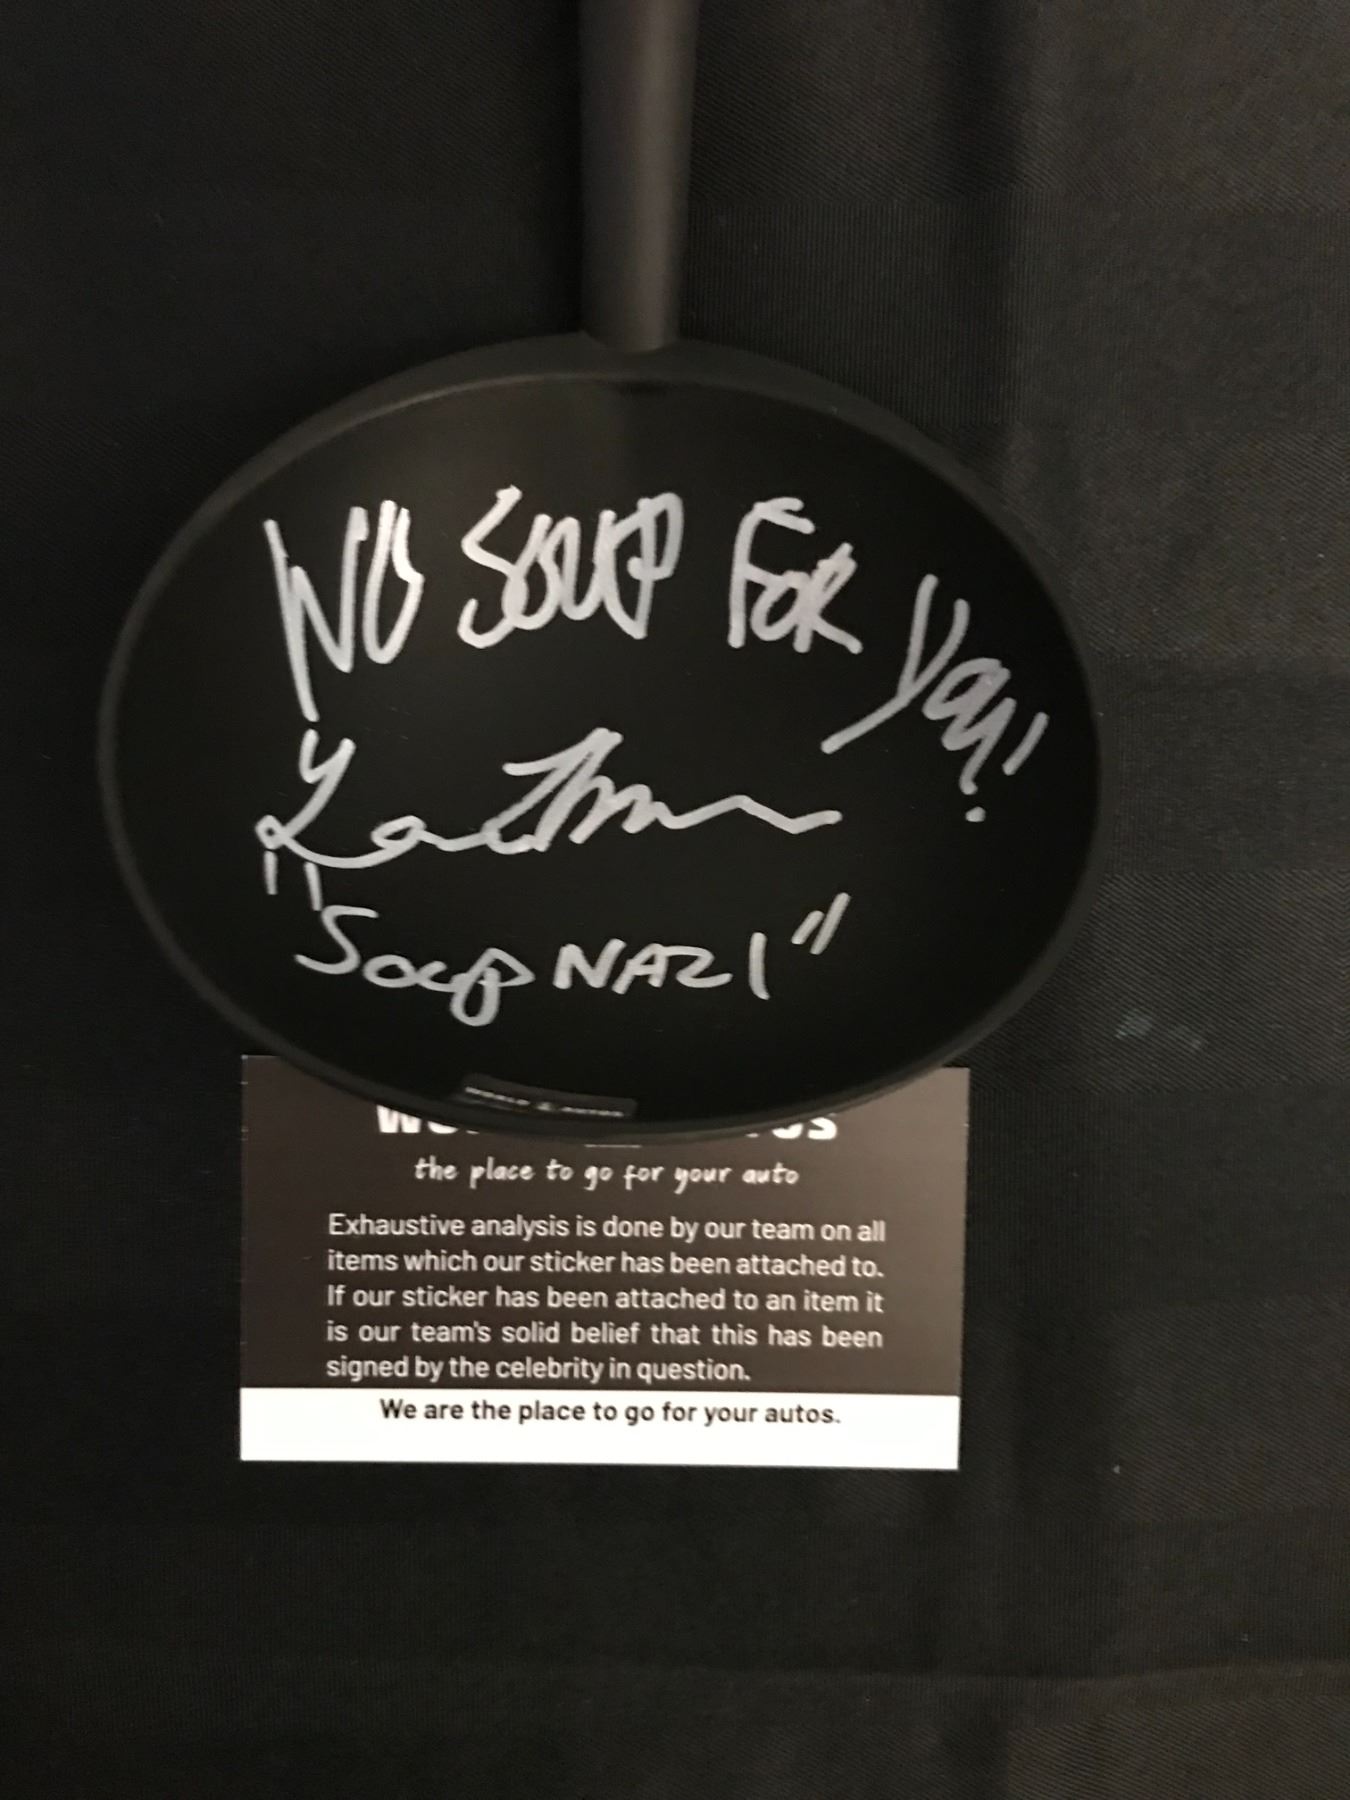 NO SOUP FOR YOU!
"SOUP NAZI"
the place to go for your auto
Exhaustive analysis is done by our team on all
items which our sticker has been attached to.
If our sticker has been attached to an item it
is our team's solid belief that this has been
signed by the celebrity in question.
We are the place to go for your autos.